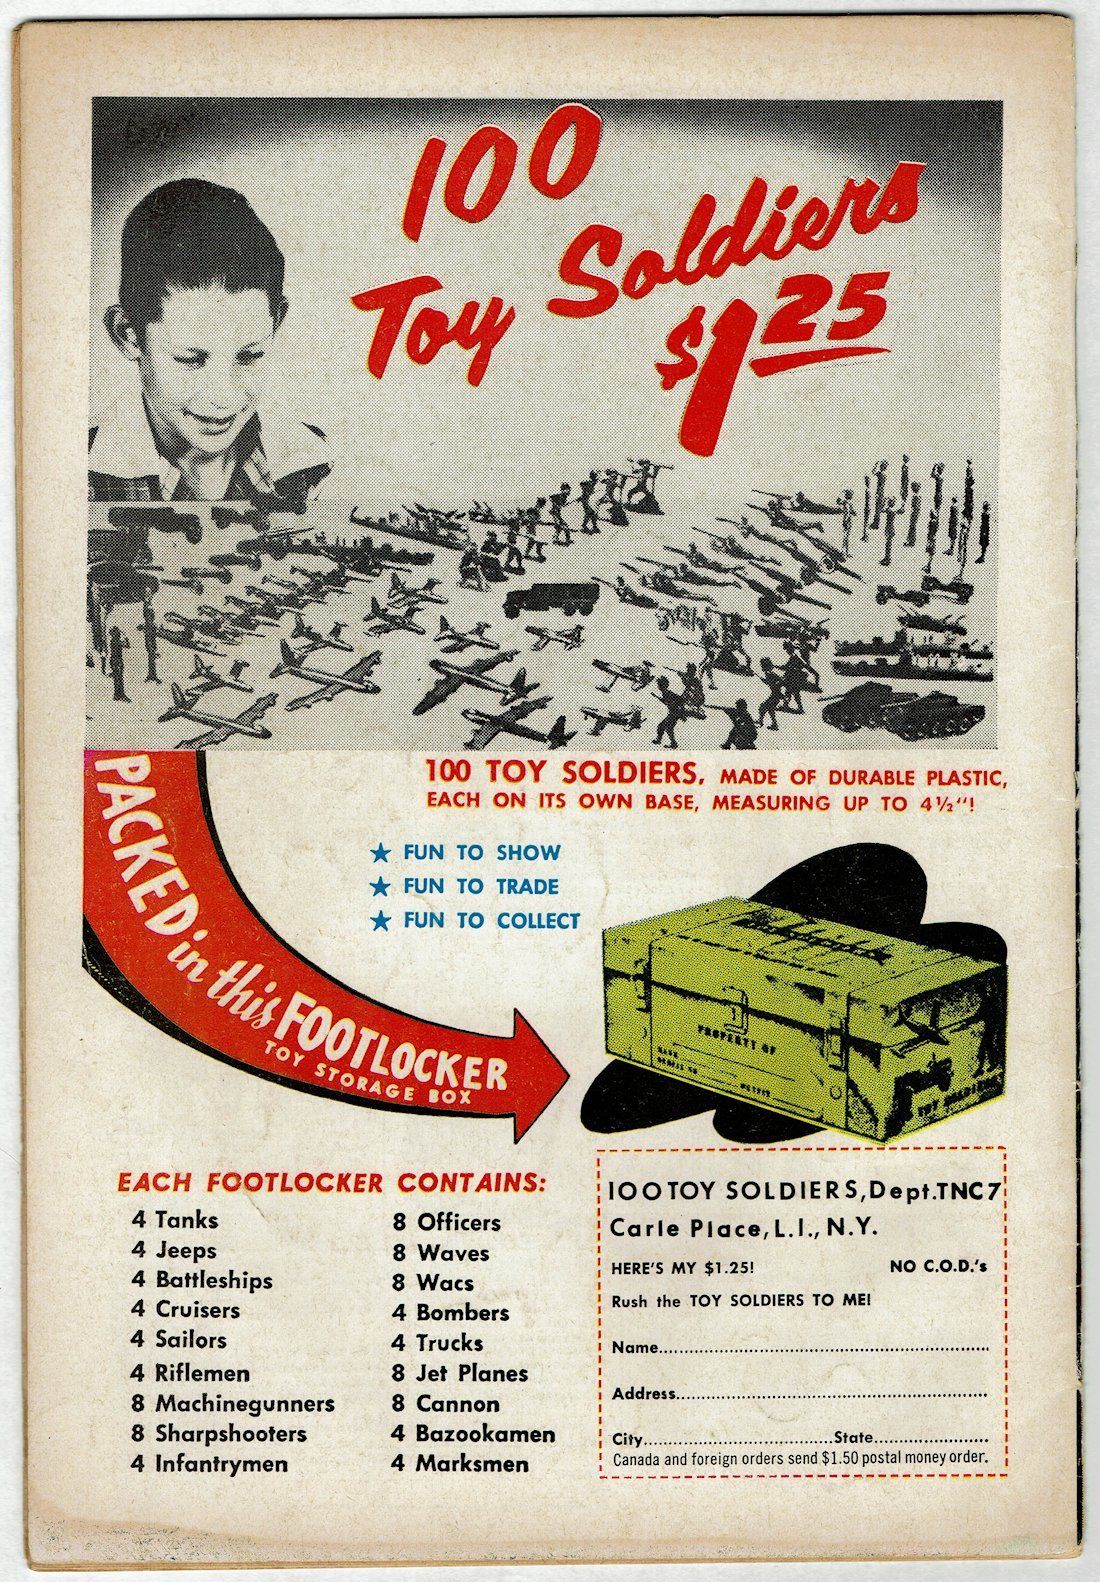 100
Toy Soldiers
$1.25
PACKED in this FOOTLOCKER
TOY STORAGE BOX
100 TOY SOLDIERS, MADE OF DURABLE PLASTIC,
EACH ON ITS OWN BASE, MEASURING UP TO 4½"!
★ FUN TO SHOW
★ FUN TO TRADE
★ FUN TO COLLECT
PROPERTY OF
TOY SOLDIERS
EACH FOOTLOCKER CONTAINS:
4 Tanks
4 Jeeps
4 Battleships
4 Cruisers
4 Sailors
4 Riflemen
8 Machinegunners
8 Sharpshooters
4 Infantrymen
8 Officers
8 Waves
8 Wacs
4 Bombers
4 Trucks
8 Jet Planes
8 Cannon
4 Bazookamen
4 Marksmen
100 TOY SOLDIERS, Dept. TNC7
Carle Place, L.I., N.Y.
HERE'S MY $1.25! NO C.O.D.'s
Rush the TOY SOLDIERS TO ME!
Name
Address
City State
Canada and foreign orders send $1.50 postal money order.